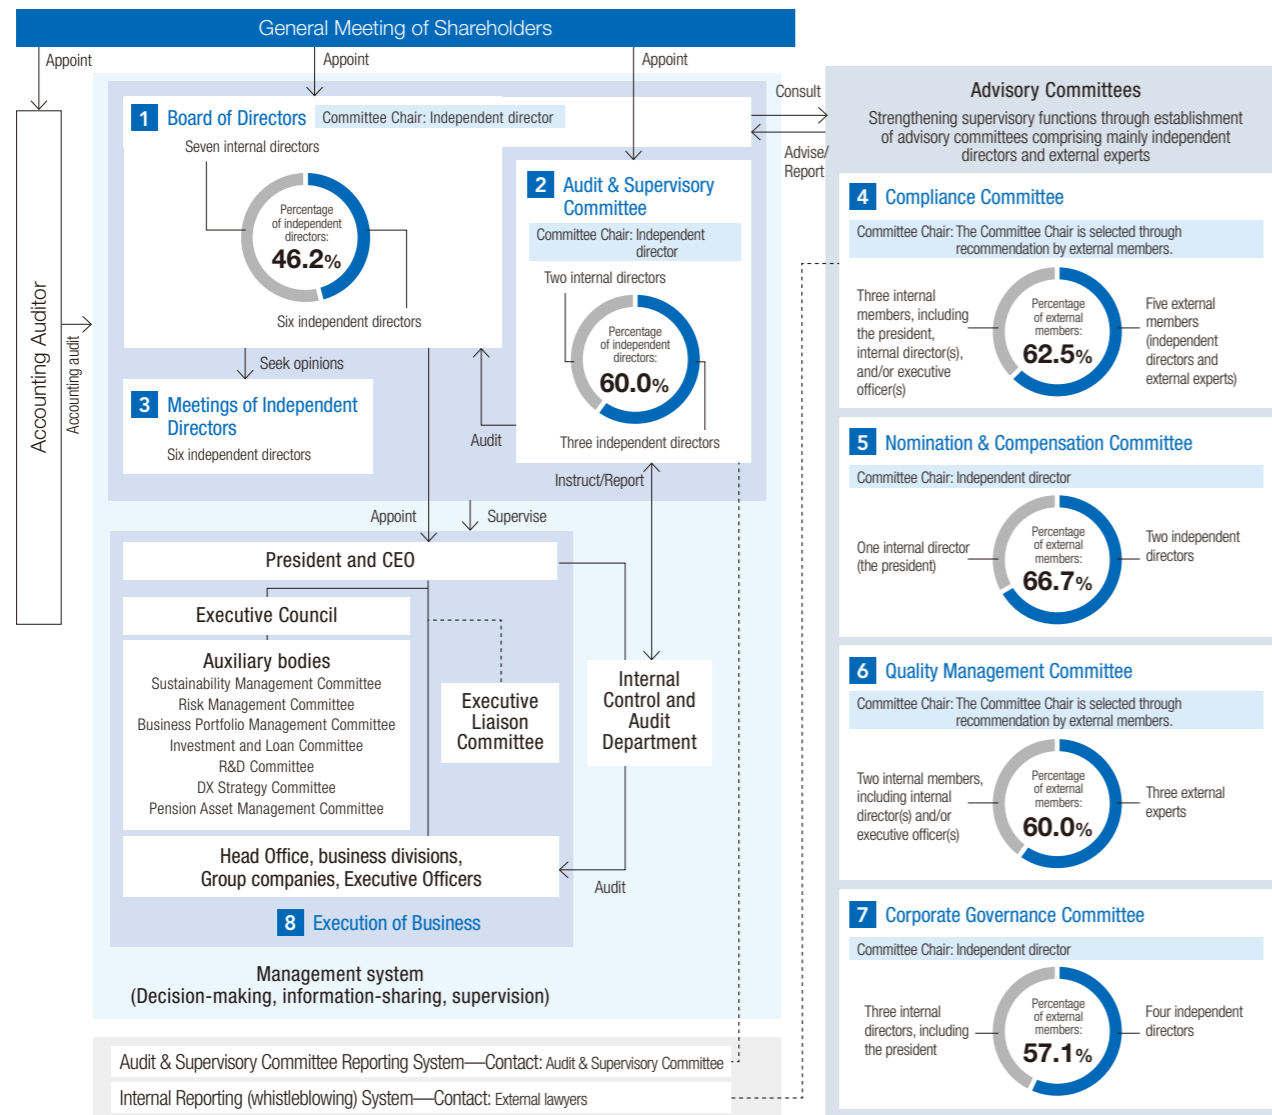 General Meeting of Shareholders
Appoint
Appoint
Appoint
Accounting Auditor
Accounting audit
1 Board of Directors
Committee Chair: Independent director
Seven internal directors
Percentage
of independent
directors:
46.2%
Six independent directors
Seek opinions
3 Meetings of Independent
Directors
Six independent directors
2 Audit & Supervisory
Committee
Committee Chair: Independent
director
Two internal directors
Percentage
of independent
directors:
60.0%
Three independent directors
Audit
Instruct/Report
Appoint
Supervise
President and CEO
Executive Council
Auxiliary bodies
Sustainability Management Committee
Risk Management Committee
Business Portfolio Management Committee
Investment and Loan Committee
R&D Committee
DX Strategy Committee
Pension Asset Management Committee
Executive
Liaison
Committee
Internal
Control and
Audit
Department
Head Office, business divisions,
Group companies, Executive Officers
Audit
8 Execution of Business
Management system
(Decision-making, information-sharing, supervision)
Audit & Supervisory Committee Reporting System—Contact: Audit & Supervisory Committee
Internal Reporting (whistleblowing) System—Contact: External lawyers
Consult
Advise/
Report
Advisory Committees
Strengthening supervisory functions through establishment
of advisory committees comprising mainly independent
directors and external experts
4 Compliance Committee
Committee Chair: The Committee Chair is selected through
recommendation by external members.
Three internal
members, including
the president,
internal director(s),
and/or executive
officer(s)
Percentage
of external
members:
62.5%
Five external
members
(independent
directors and
external experts)
5 Nomination & Compensation Committee
Committee Chair: Independent director
One internal director
(the president)
Percentage
of external
members:
66.7%
Two independent
directors
6 Quality Management Committee
Committee Chair: The Committee Chair is selected through
recommendation by external members.
Two internal members,
including internal
director(s) and/or
executive officer(s)
Percentage
of external
members:
60.0%
Three external
experts
7 Corporate Governance Committee
Committee Chair: Independent director
Three internal
directors, including
the president
Percentage
of external
members:
57.1%
Four independent
directors